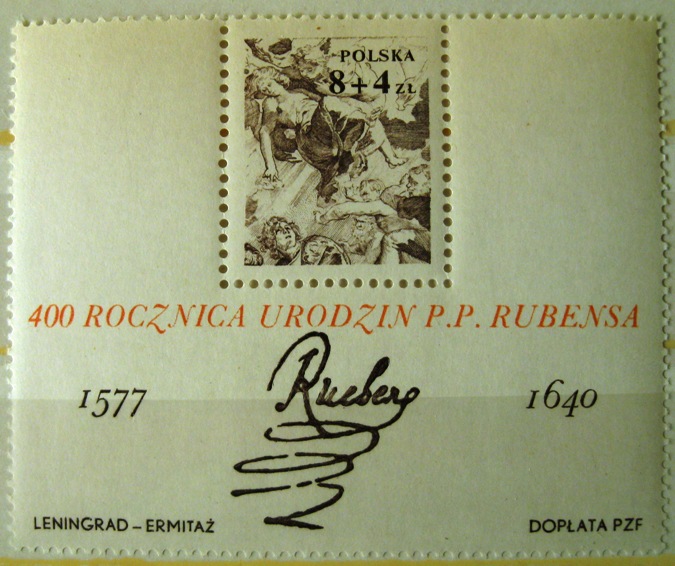 POLSKA
8+4 ZŁ
400 ROCZNICA URODZIN P.P. RUBENSA
1577
1640
LENINGRAD – ERMITAŻ
DOPŁATA PZF